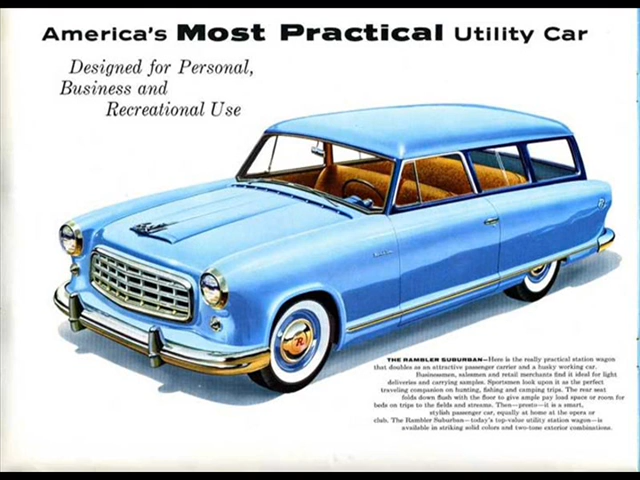 America's Most Practical Utility Car
Designed for Personal,
Business and
Recreational Use
R
THE RAMBLER SUBURBAN—Here is the really practical station wagon
that doubles as an attractive passenger carrier and a husky working car.
Businessmen, salesmen and retail merchants find it ideal for light
deliveries and carrying samples. Sportsmen look upon it as the perfect
traveling companion on hunting, fishing and camping trips. The rear seat
folds down flush with the floor to give ample pay load space or room for
beds on trips to the fields and streams. Then—presto—it is a smart,
stylish passenger car, equally at home at the opera or
club. The Rambler Suburban—today's top-value utility station wagon—is
available in striking solid colors and two-tone exterior combinations.